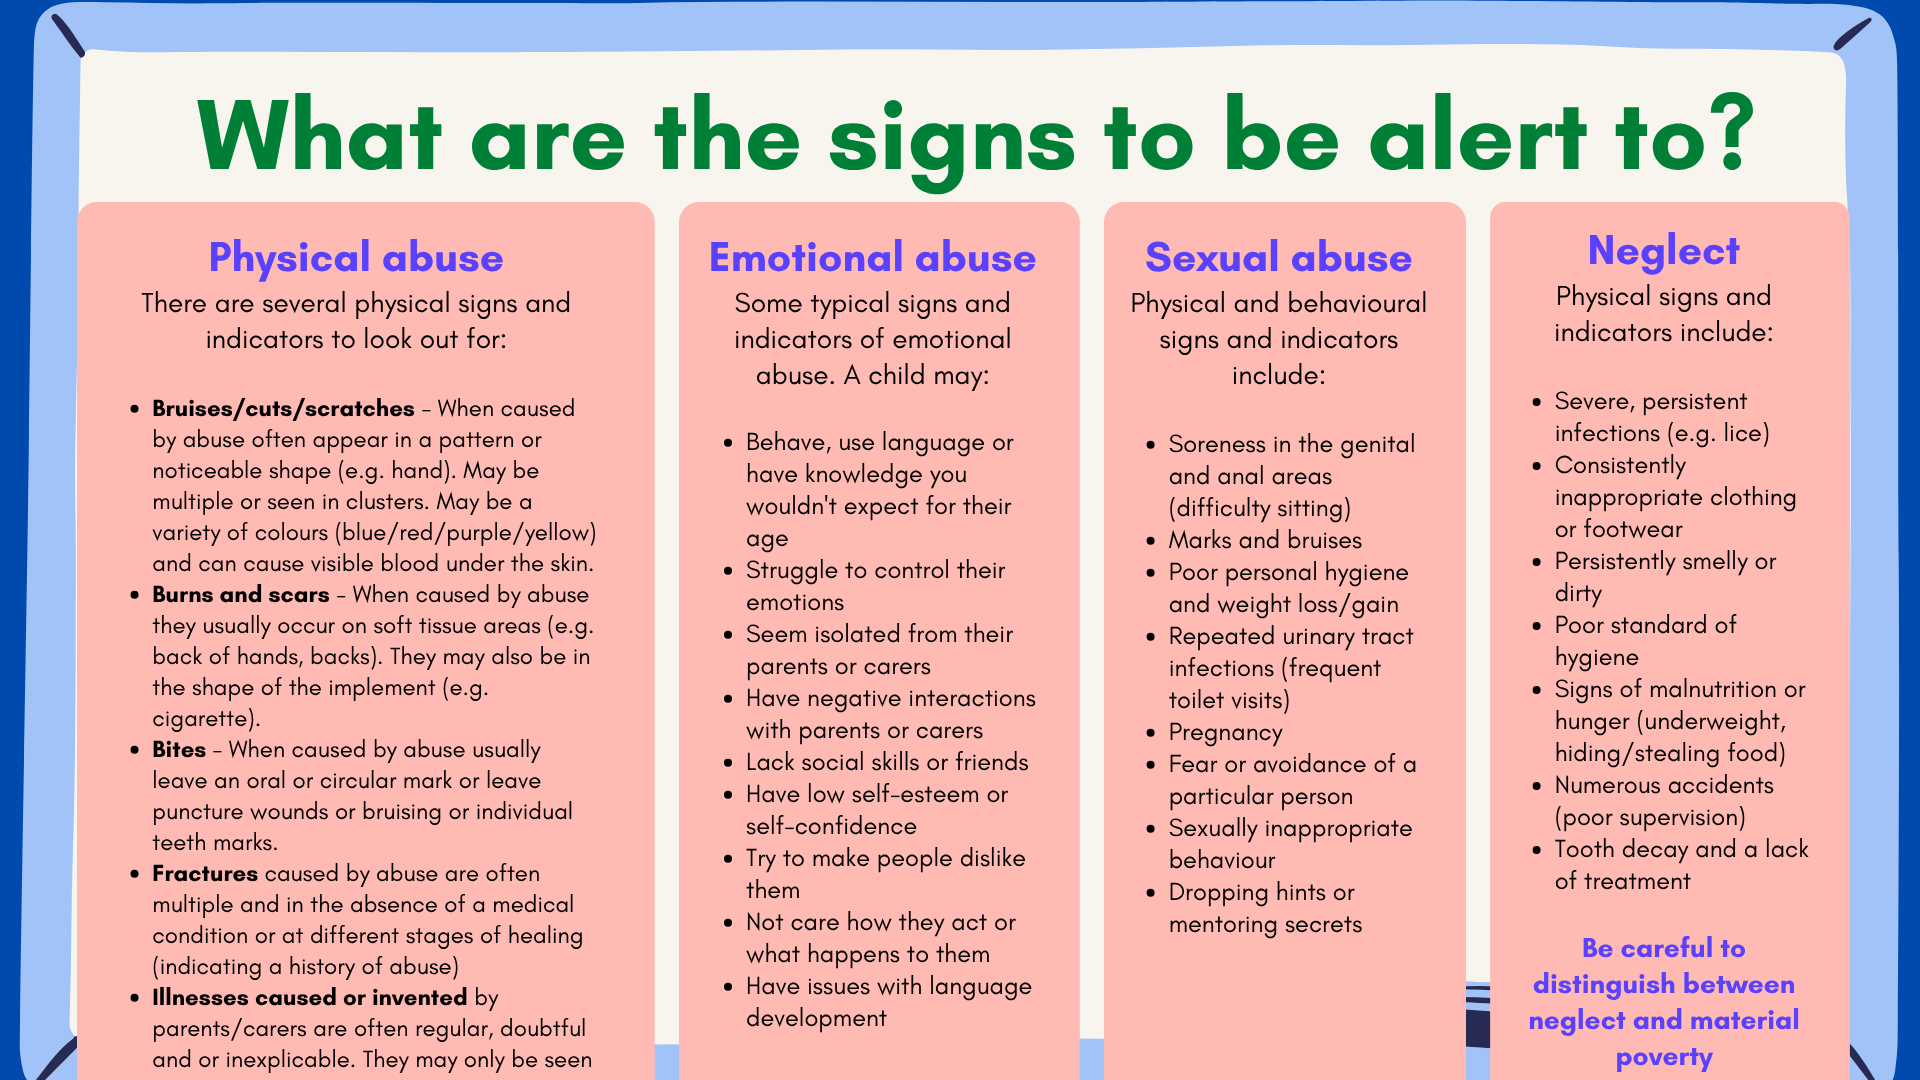 What are the signs to be alert to?
Physical abuse
There are several physical signs and
indicators to look out for:
• Bruises/cuts/scratches - When caused
by abuse often appear in a pattern or
noticeable shape (e.g. hand). May be
multiple or seen in clusters. May be a
variety of colours (blue/red/purple/yellow)
and can cause visible blood under the skin.
• Burns and scars - When caused by abuse
they usually occur on soft tissue areas (e.g.
back of hands, backs). They may also be in
the shape of the implement (e.g.
cigarette).
• Bites - When caused by abuse usually
leave an oral or circular mark or leave
puncture wounds or bruising or individual
teeth marks.
• Fractures caused by abuse are often
multiple and in the absence of a medical
condition or at different stages of healing
(indicating a history of abuse)
• Illnesses caused or invented by
parents/carers are often regular, doubtful
and or inexplicable. They may only be seen
Emotional abuse
Some typical signs and
indicators of emotional
abuse. A child may:
• Behave, use language or
have knowledge you
wouldn't expect for their
age
• Struggle to control their
emotions
• Seem isolated from their
parents or carers
• Have negative interactions
with parents or carers
• Lack social skills or friends
• Have low self-esteem or
self-confidence
• Try to make people dislike
them
• Not care how they act or
what happens to them
• Have issues with language
development
Sexual abuse
Physical and behavioural
signs and indicators
include:
• Soreness in the genital
and anal areas
(difficulty sitting)
• Marks and bruises
• Poor personal hygiene
and weight loss/gain
• Repeated urinary tract
infections (frequent
toilet visits)
• Pregnancy
• Fear or avoidance of a
particular person
• Sexually inappropriate
behaviour
• Dropping hints or
mentoring secrets
Neglect
Physical signs and
indicators include:
• Severe, persistent
infections (e.g. lice)
• Consistently
inappropriate clothing
or footwear
• Persistently smelly or
dirty
• Poor standard of
hygiene
• Signs of malnutrition or
hunger (underweight,
hiding/stealing food)
• Numerous accidents
(poor supervision)
• Tooth decay and a lack
of treatment
Be careful to
distinguish between
neglect and material
poverty